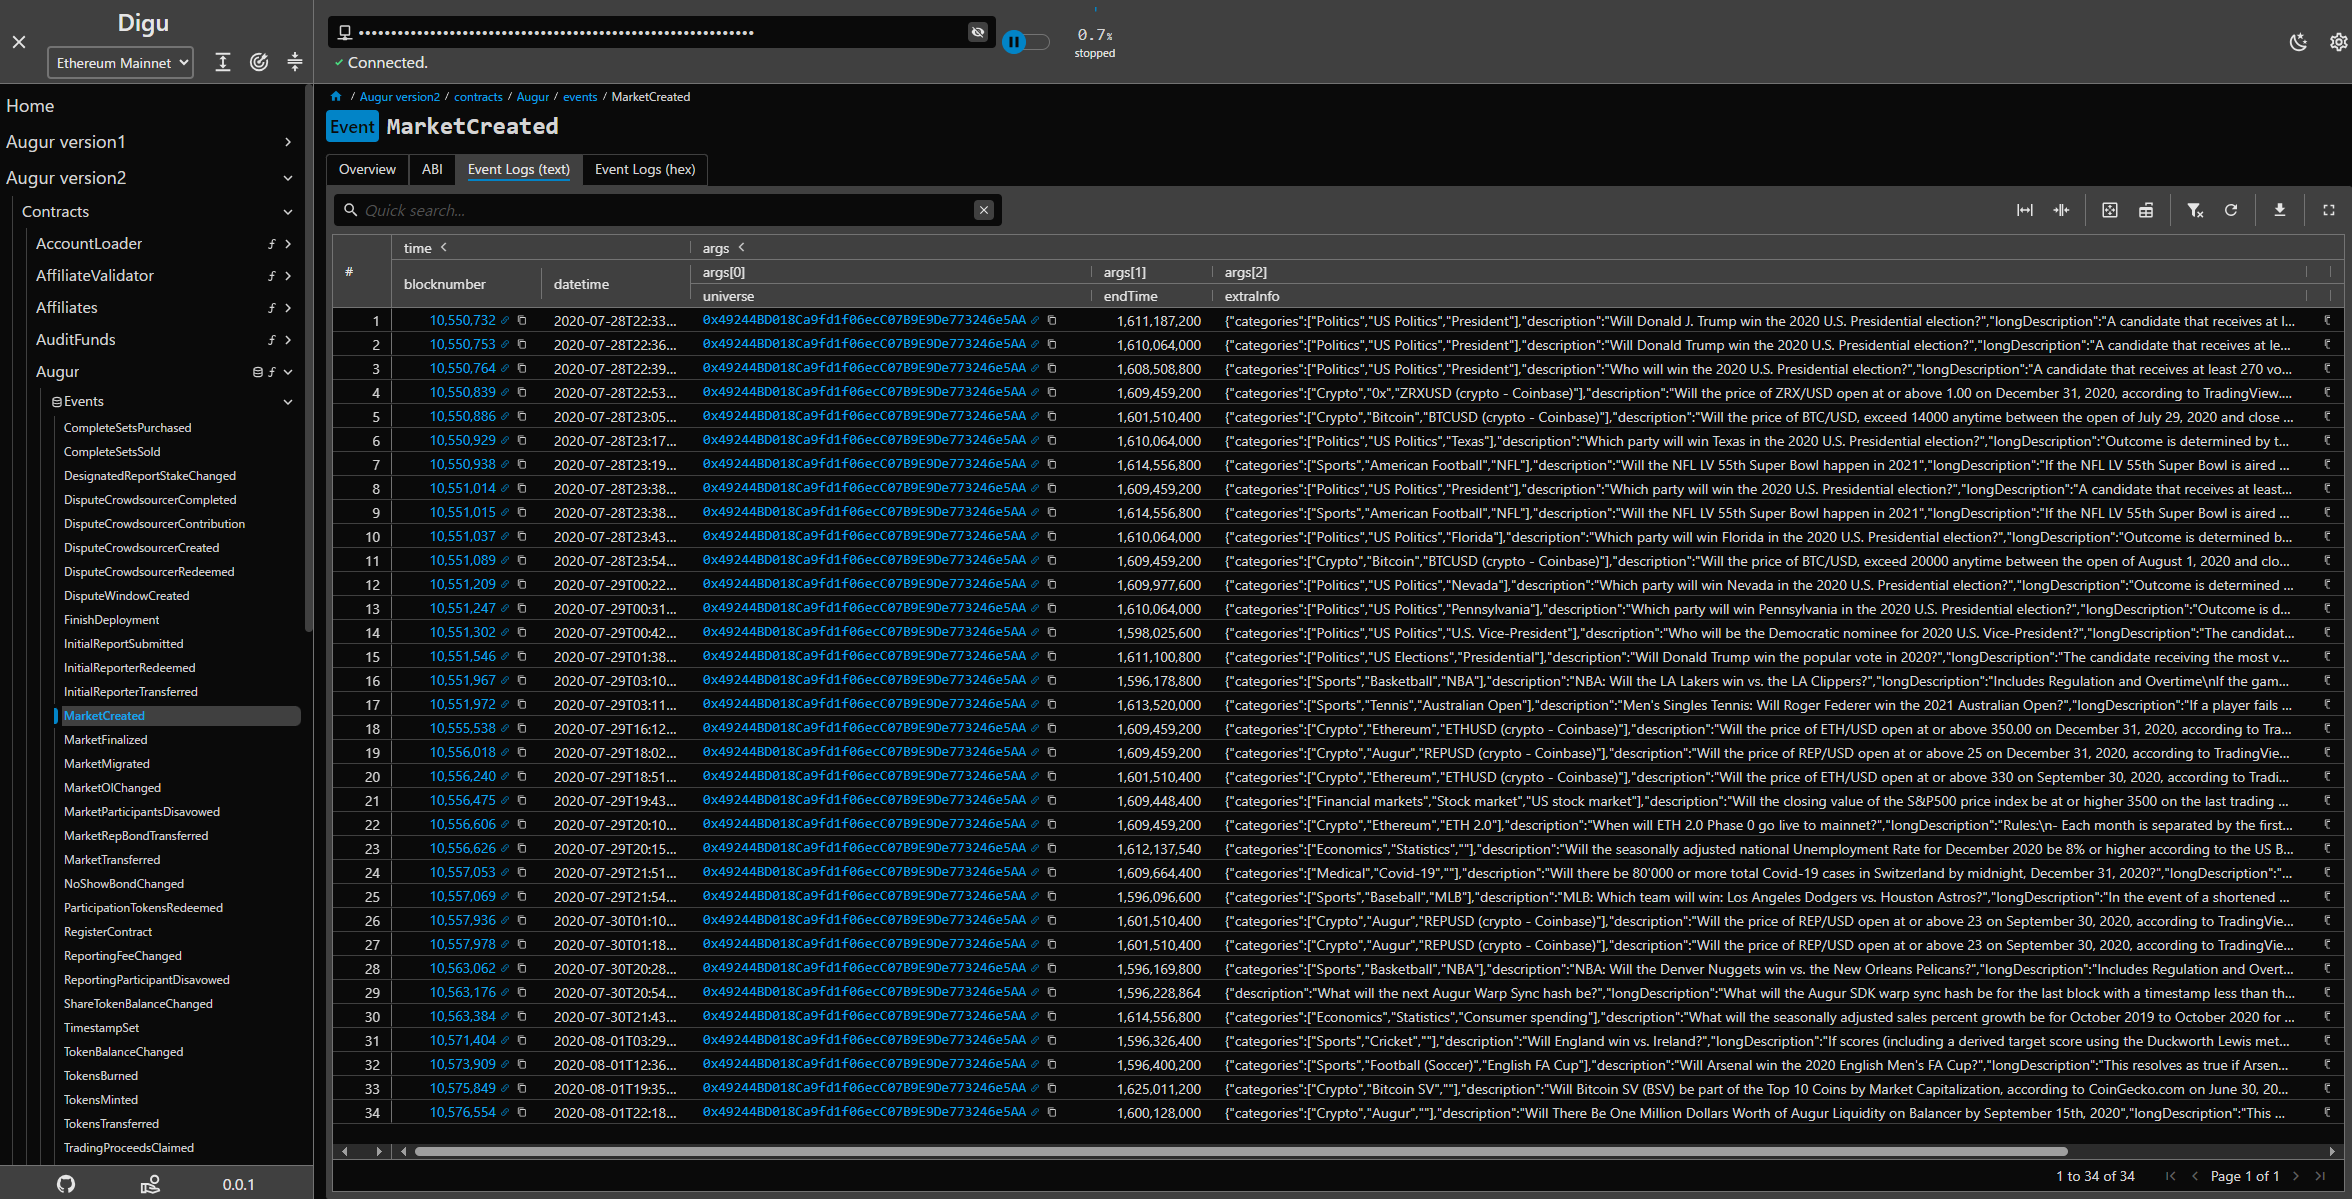 Digu
Ethereum Mainnet
••••••••••••••••••••••••••••••••••••••••••••••••••••••••••••
Connected.
0.7%
stopped
Home
Augur version1
Augur version2
Contracts
AccountLoader
AffiliateValidator
Affiliates
AuditFunds
Augur
Events
CompleteSetsPurchased
CompleteSetsSold
DesignatedReportStakeChanged
DisputeCrowdsourcerCompleted
DisputeCrowdsourcerContribution
DisputeCrowdsourcerCreated
DisputeCrowdsourcerRedeemed
DisputeWindowCreated
FinishDeployment
InitialReportSubmitted
InitialReporterRedeemed
InitialReporterTransferred
MarketCreated
MarketFinalized
MarketMigrated
MarketOIChanged
MarketParticipantsDisavowed
MarketRepBondTransferred
MarketTransferred
NoShowBondChanged
ParticipationTokensRedeemed
RegisterContract
ReportingFeeChanged
ReportingParticipantDisavowed
ShareTokenBalanceChanged
TimestampSet
TokenBalanceChanged
TokensBurned
TokensMinted
TokensTransferred
TradingProceedsClaimed
0.0.1
/ Augur version2 / contracts / Augur / events / MarketCreated
Event MarketCreated
Overview ABI Event Logs (text) Event Logs (hex)
Quick search...
# time args
args[0] args[1] args[2]
blocknumber datetime universe endTime extraInfo
1 10,550,732 2020-07-28T22:33... 0x49244BD018Ca9fd1f06ecC07B9E9De773246e5AA 1,611,187,200 {"categories":["Politics","US Politics","President"],"description":"Will Donald J. Trump win the 2020 U.S. Presidential election?","longDescription":"A candidate that receives at l...
2 10,550,753 2020-07-28T22:36... 0x49244BD018Ca9fd1f06ecC07B9E9De773246e5AA 1,610,064,000 {"categories":["Politics","US Politics","President"],"description":"Will Donald Trump win the 2020 U.S. Presidential election?","longDescription":"A candidate that receives at le...
3 10,550,764 2020-07-28T22:39... 0x49244BD018Ca9fd1f06ecC07B9E9De773246e5AA 1,608,508,800 {"categories":["Politics","US Politics","President"],"description":"Who will win the 2020 U.S. Presidential election?","longDescription":"A candidate that receives at least 270 vo...
4 10,550,839 2020-07-28T22:53... 0x49244BD018Ca9fd1f06ecC07B9E9De773246e5AA 1,609,459,200 {"categories":["Crypto","0x","ZRXUSD (crypto - Coinbase)"],"description":"Will the price of ZRX/USD open at or above 1.00 on December 31, 2020, according to TradingView....
5 10,550,886 2020-07-28T23:05... 0x49244BD018Ca9fd1f06ecC07B9E9De773246e5AA 1,601,510,400 {"categories":["Crypto","Bitcoin","BTCUSD (crypto - Coinbase)"],"description":"Will the price of BTC/USD, exceed 14000 anytime between the open of July 29, 2020 and close ...
6 10,550,929 2020-07-28T23:17... 0x49244BD018Ca9fd1f06ecC07B9E9De773246e5AA 1,610,064,000 {"categories":["Politics","US Politics","Texas"],"description":"Which party will win Texas in the 2020 U.S. Presidential election?","longDescription":"Outcome is determined by t...
7 10,550,938 2020-07-28T23:19... 0x49244BD018Ca9fd1f06ecC07B9E9De773246e5AA 1,614,556,800 {"categories":["Sports","American Football","NFL"],"description":"Will the NFL LV 55th Super Bowl happen in 2021","longDescription":"If the NFL LV 55th Super Bowl is aired ...
8 10,551,014 2020-07-28T23:38... 0x49244BD018Ca9fd1f06ecC07B9E9De773246e5AA 1,609,459,200 {"categories":["Politics","US Politics","President"],"description":"Which party will win the 2020 U.S. Presidential election?","longDescription":"A candidate that receives at least...
9 10,551,015 2020-07-28T23:38... 0x49244BD018Ca9fd1f06ecC07B9E9De773246e5AA 1,614,556,800 {"categories":["Sports","American Football","NFL"],"description":"Will the NFL LV 55th Super Bowl happen in 2021","longDescription":"If the NFL LV 55th Super Bowl is aired ...
10 10,551,037 2020-07-28T23:43... 0x49244BD018Ca9fd1f06ecC07B9E9De773246e5AA 1,610,064,000 {"categories":["Politics","US Politics","Florida"],"description":"Which party will win Florida in the 2020 U.S. Presidential election?","longDescription":"Outcome is determined b...
11 10,551,089 2020-07-28T23:54... 0x49244BD018Ca9fd1f06ecC07B9E9De773246e5AA 1,609,459,200 {"categories":["Crypto","Bitcoin","BTCUSD (crypto - Coinbase)"],"description":"Will the price of BTC/USD, exceed 20000 anytime between the open of August 1, 2020 and clo...
12 10,551,209 2020-07-29T00:22... 0x49244BD018Ca9fd1f06ecC07B9E9De773246e5AA 1,609,977,600 {"categories":["Politics","US Politics","Nevada"],"description":"Which party will win Nevada in the 2020 U.S. Presidential election?","longDescription":"Outcome is determined ...
13 10,551,247 2020-07-29T00:31... 0x49244BD018Ca9fd1f06ecC07B9E9De773246e5AA 1,610,064,000 {"categories":["Politics","US Politics","Pennsylvania"],"description":"Which party will win Pennsylvania in the 2020 U.S. Presidential election?","longDescription":"Outcome is d...
14 10,551,302 2020-07-29T00:42... 0x49244BD018Ca9fd1f06ecC07B9E9De773246e5AA 1,598,025,600 {"categories":["Politics","US Politics","U.S. Vice-President"],"description":"Who will be the Democratic nominee for 2020 U.S. Vice-President?","longDescription":"The candidat...
15 10,551,546 2020-07-29T01:38... 0x49244BD018Ca9fd1f06ecC07B9E9De773246e5AA 1,611,100,800 {"categories":["Politics","US Elections","Presidential"],"description":"Will Donald Trump win the popular vote in 2020?","longDescription":"The candidate receiving the most v...
16 10,551,967 2020-07-29T03:10... 0x49244BD018Ca9fd1f06ecC07B9E9De773246e5AA 1,596,178,800 {"categories":["Sports","Basketball","NBA"],"description":"NBA: Will the LA Lakers win vs. the LA Clippers?","longDescription":"Includes Regulation and Overtime\nIf the gam...
17 10,551,972 2020-07-29T03:11... 0x49244BD018Ca9fd1f06ecC07B9E9De773246e5AA 1,613,520,000 {"categories":["Sports","Tennis","Australian Open"],"description":"Men's Singles Tennis: Will Roger Federer win the 2021 Australian Open?","longDescription":"If a player fails ...
18 10,555,538 2020-07-29T16:12... 0x49244BD018Ca9fd1f06ecC07B9E9De773246e5AA 1,609,459,200 {"categories":["Crypto","Ethereum","ETHUSD (crypto - Coinbase)"],"description":"Will the price of ETH/USD open at or above 350.00 on December 31, 2020, according to Tra...
19 10,556,018 2020-07-29T18:02... 0x49244BD018Ca9fd1f06ecC07B9E9De773246e5AA 1,609,459,200 {"categories":["Crypto","Augur","REPUSD (crypto - Coinbase)"],"description":"Will the price of REP/USD open at or above 25 on December 31, 2020, according to TradingVie...
20 10,556,240 2020-07-29T18:51... 0x49244BD018Ca9fd1f06ecC07B9E9De773246e5AA 1,601,510,400 {"categories":["Crypto","Ethereum","ETHUSD (crypto - Coinbase)"],"description":"Will the price of ETH/USD open at or above 330 on September 30, 2020, according to Tradi...
21 10,556,475 2020-07-29T19:43... 0x49244BD018Ca9fd1f06ecC07B9E9De773246e5AA 1,609,448,400 {"categories":["Financial markets","Stock market","US stock market"],"description":"Will the closing value of the S&P500 price index be at or higher 3500 on the last trading ...
22 10,556,606 2020-07-29T20:10... 0x49244BD018Ca9fd1f06ecC07B9E9De773246e5AA 1,609,459,200 {"categories":["Crypto","Ethereum","ETH 2.0"],"description":"When will ETH 2.0 Phase 0 go live to mainnet?","longDescription":"Rules:\n- Each month is separated by the first...
23 10,556,626 2020-07-29T20:15... 0x49244BD018Ca9fd1f06ecC07B9E9De773246e5AA 1,612,137,540 {"categories":["Economics","Statistics",""],"description":"Will the seasonally adjusted national Unemployment Rate for December 2020 be 8% or higher according to the US B...
24 10,557,053 2020-07-29T21:51... 0x49244BD018Ca9fd1f06ecC07B9E9De773246e5AA 1,609,664,400 {"categories":["Medical","Covid-19",""],"description":"Will there be 80'000 or more total Covid-19 cases in Switzerland by midnight, December 31, 2020?","longDescription":"...
25 10,557,069 2020-07-29T21:54... 0x49244BD018Ca9fd1f06ecC07B9E9De773246e5AA 1,596,096,600 {"categories":["Sports","Baseball","MLB"],"description":"MLB: Which team will win: Los Angeles Dodgers vs. Houston Astros?","longDescription":"In the event of a shortened ...
26 10,557,936 2020-07-30T01:10... 0x49244BD018Ca9fd1f06ecC07B9E9De773246e5AA 1,601,510,400 {"categories":["Crypto","Augur","REPUSD (crypto - Coinbase)"],"description":"Will the price of REP/USD open at or above 23 on September 30, 2020, according to TradingVie...
27 10,557,978 2020-07-30T01:18... 0x49244BD018Ca9fd1f06ecC07B9E9De773246e5AA 1,601,510,400 {"categories":["Crypto","Augur","REPUSD (crypto - Coinbase)"],"description":"Will the price of REP/USD open at or above 23 on September 30, 2020, according to TradingVie...
28 10,563,062 2020-07-30T20:28... 0x49244BD018Ca9fd1f06ecC07B9E9De773246e5AA 1,596,169,800 {"categories":["Sports","Basketball","NBA"],"description":"NBA: Will the Denver Nuggets win vs. the New Orleans Pelicans?","longDescription":"Includes Regulation and Overt...
29 10,563,176 2020-07-30T20:54... 0x49244BD018Ca9fd1f06ecC07B9E9De773246e5AA 1,596,228,864 {"description":"What will the next Augur Warp Sync hash be?","longDescription":"What will the Augur SDK warp sync hash be for the last block with a timestamp less than th...
30 10,563,384 2020-07-30T21:43... 0x49244BD018Ca9fd1f06ecC07B9E9De773246e5AA 1,614,556,800 {"categories":["Economics","Statistics","Consumer spending"],"description":"What will the seasonally adjusted sales percent growth be for October 2019 to October 2020 for ...
31 10,571,404 2020-08-01T03:29... 0x49244BD018Ca9fd1f06ecC07B9E9De773246e5AA 1,596,326,400 {"categories":["Sports","Cricket",""],"description":"Will England win vs. Ireland?","longDescription":"If scores (including a derived target score using the Duckworth Lewis met...
32 10,573,909 2020-08-01T12:36... 0x49244BD018Ca9fd1f06ecC07B9E9De773246e5AA 1,596,400,200 {"categories":["Sports","Football (Soccer)","English FA Cup"],"description":"Will Arsenal win the 2020 English Men's FA Cup?","longDescription":"This resolves as true if Arsen...
33 10,575,849 2020-08-01T19:35... 0x49244BD018Ca9fd1f06ecC07B9E9De773246e5AA 1,625,011,200 {"categories":["Crypto","Bitcoin SV",""],"description":"Will Bitcoin SV (BSV) be part of the Top 10 Coins by Market Capitalization, according to CoinGecko.com on June 30, 20...
34 10,576,554 2020-08-01T22:18... 0x49244BD018Ca9fd1f06ecC07B9E9De773246e5AA 1,600,128,000 {"categories":["Crypto","Augur",""],"description":"Will There Be One Million Dollars Worth of Augur Liquidity on Balancer by September 15th, 2020","longDescription":"This ...
1 to 34 of 34 Page 1 of 1